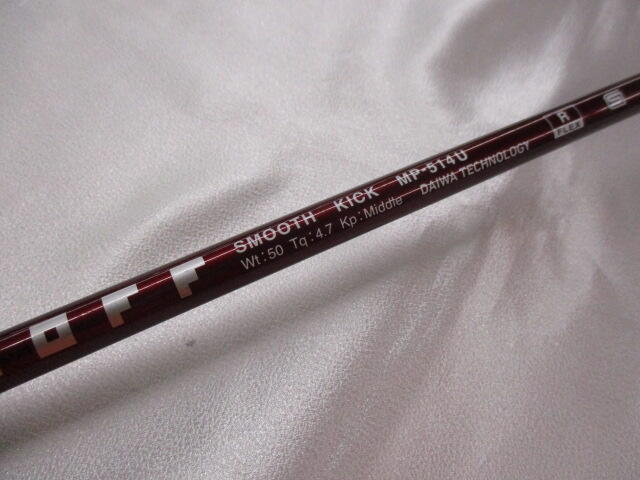 OFF
SMOOTH KICK MP-514U
Wt:50 Tq:4.7 Kp:Middle DAIWA TECHNOLOGY
R
FLEX
S